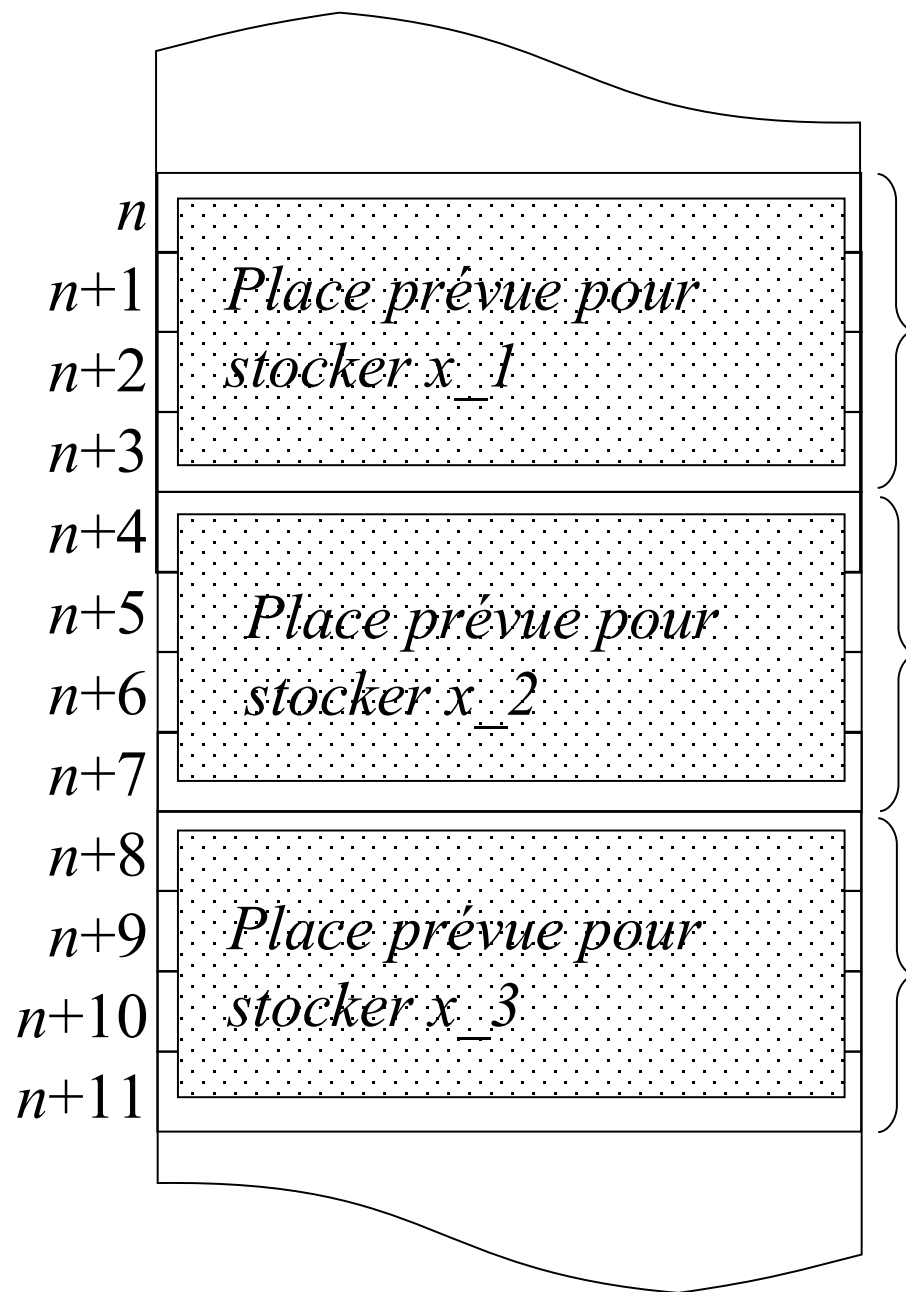 n
n+1
Place prévue pour
n+2
stocker x_1
n+3
n+4
n+5
Place prévue pour
n+6
stocker x_2
n+7
n+8
n+9
Place prévue pour
n+10
stocker x_3
n+11